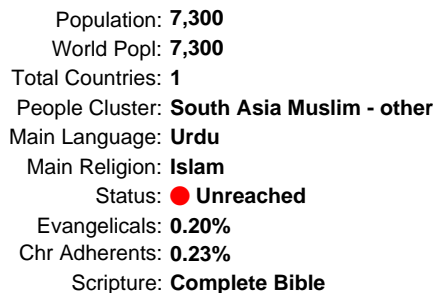 Population: 7,300
World Popl: 7,300
Total Countries: 1
People Cluster: South Asia Muslim - other
Main Language: Urdu
Main Religion: Islam
Status: Unreached
Evangelicals: 0.20%
Chr Adherents: 0.23%
Scripture: Complete Bible